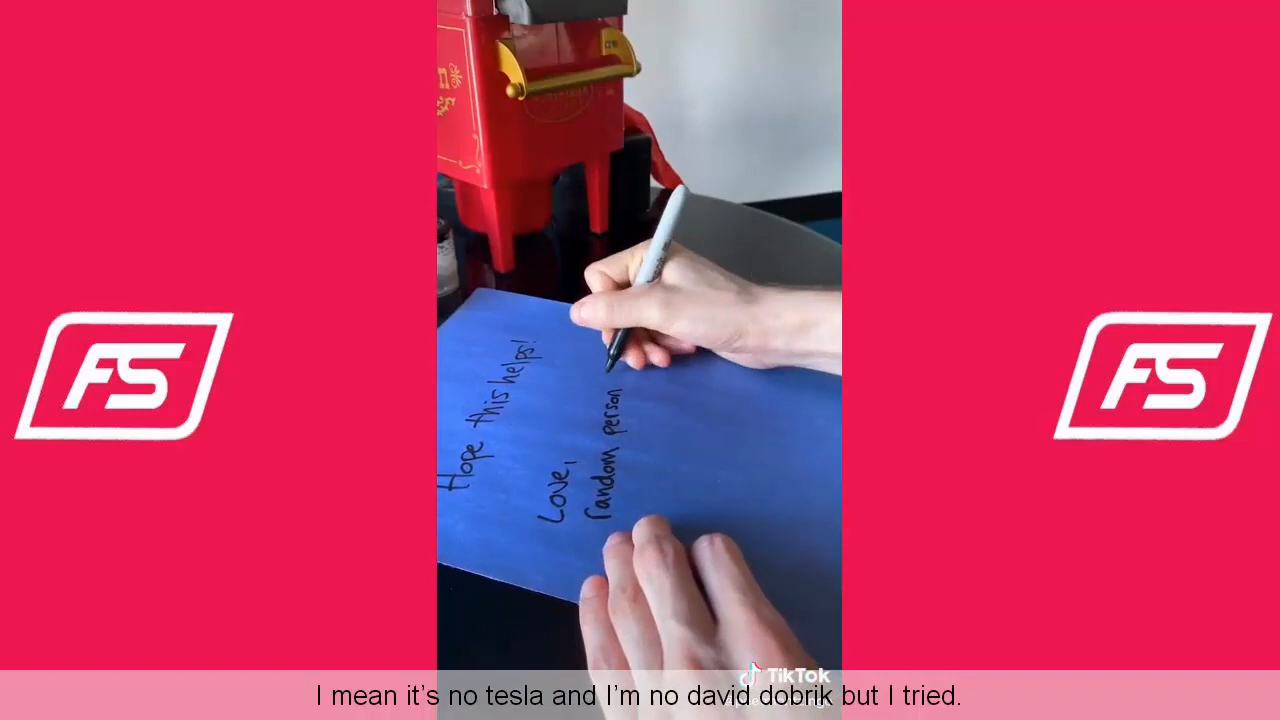 Hope this helps!
Love,
random person
FS
FS
TikTok
I mean it's no tesla and I'm no david dobrik but I tried.